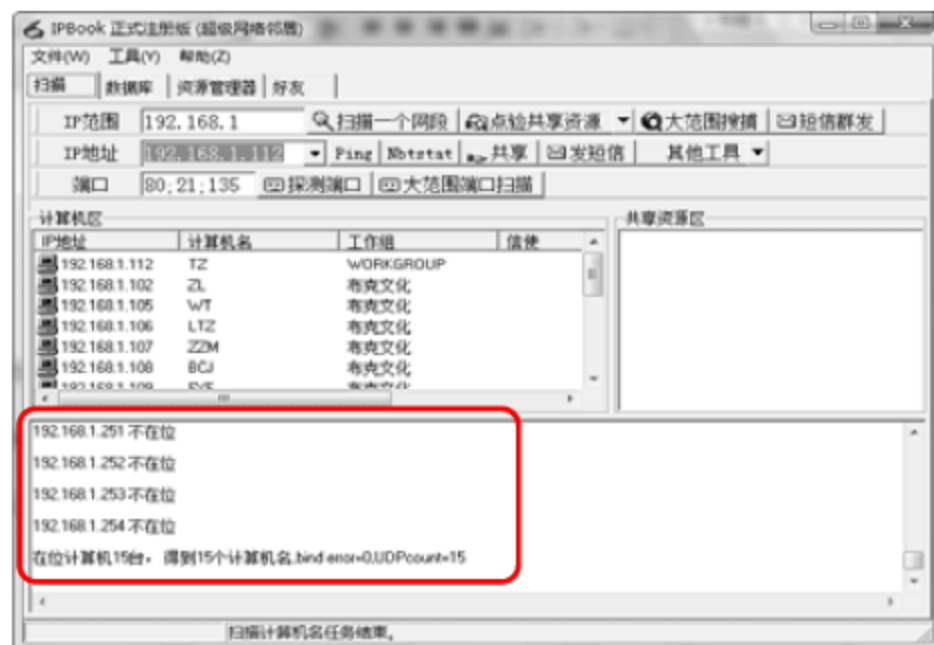 IPBook 正式注册版 (超级网络邻居)
文件(W) 工具(Y) 帮助(Z)
扫描 数据库 资源管理器 好友
IP范围 192.168.1 扫描一个网段 点验共享资源 大范围搜捕 短信群发
IP地址 192.168.1.112 Ping Nbtstat 共享 发短信 其他工具
端口 80;21;135 探测端口 大范围端口扫描
计算机区 共享资源区
IP地址 计算机名 工作组 信使
192.168.1.112 TZ WORKGROUP
192.168.1.102 ZL 布克文化
192.168.1.105 WT 布克文化
192.168.1.106 LTZ 布克文化
192.168.1.107 ZZM 布克文化
192.168.1.108 BCJ 布克文化
192.168.1.109 布克文化
192.168.1.251 不在位
192.168.1.252 不在位
192.168.1.253 不在位
192.168.1.254 不在位
在位计算机15台, 得到15个计算机名,bind error=0,UDPcount=15
扫描计算机名任务结束。